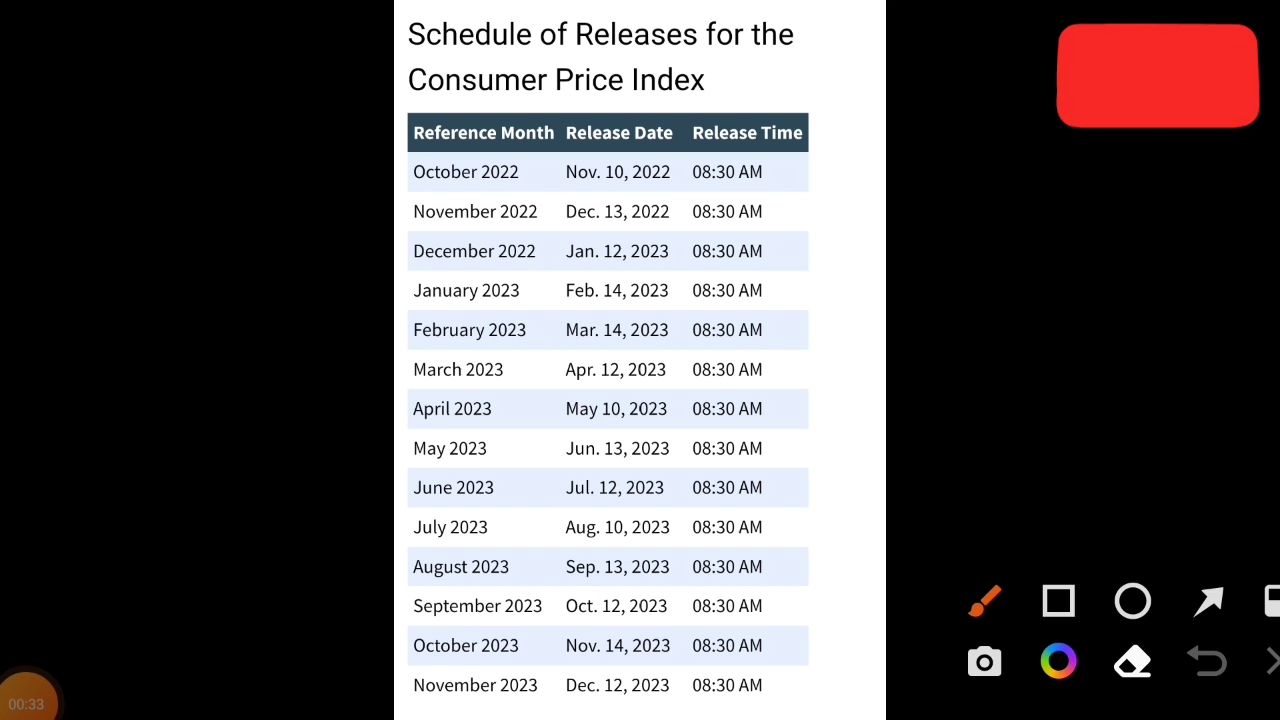 Schedule of Releases for the
Consumer Price Index
Reference Month Release Date Release Time
October 2022 Nov. 10, 2022 08:30 AM
November 2022 Dec. 13, 2022 08:30 AM
December 2022 Jan. 12, 2023 08:30 AM
January 2023 Feb. 14, 2023 08:30 AM
February 2023 Mar. 14, 2023 08:30 AM
March 2023 Apr. 12, 2023 08:30 AM
April 2023 May 10, 2023 08:30 AM
May 2023 Jun. 13, 2023 08:30 AM
June 2023 Jul. 12, 2023 08:30 AM
July 2023 Aug. 10, 2023 08:30 AM
August 2023 Sep. 13, 2023 08:30 AM
September 2023 Oct. 12, 2023 08:30 AM
October 2023 Nov. 14, 2023 08:30 AM
November 2023 Dec. 12, 2023 08:30 AM
00:33